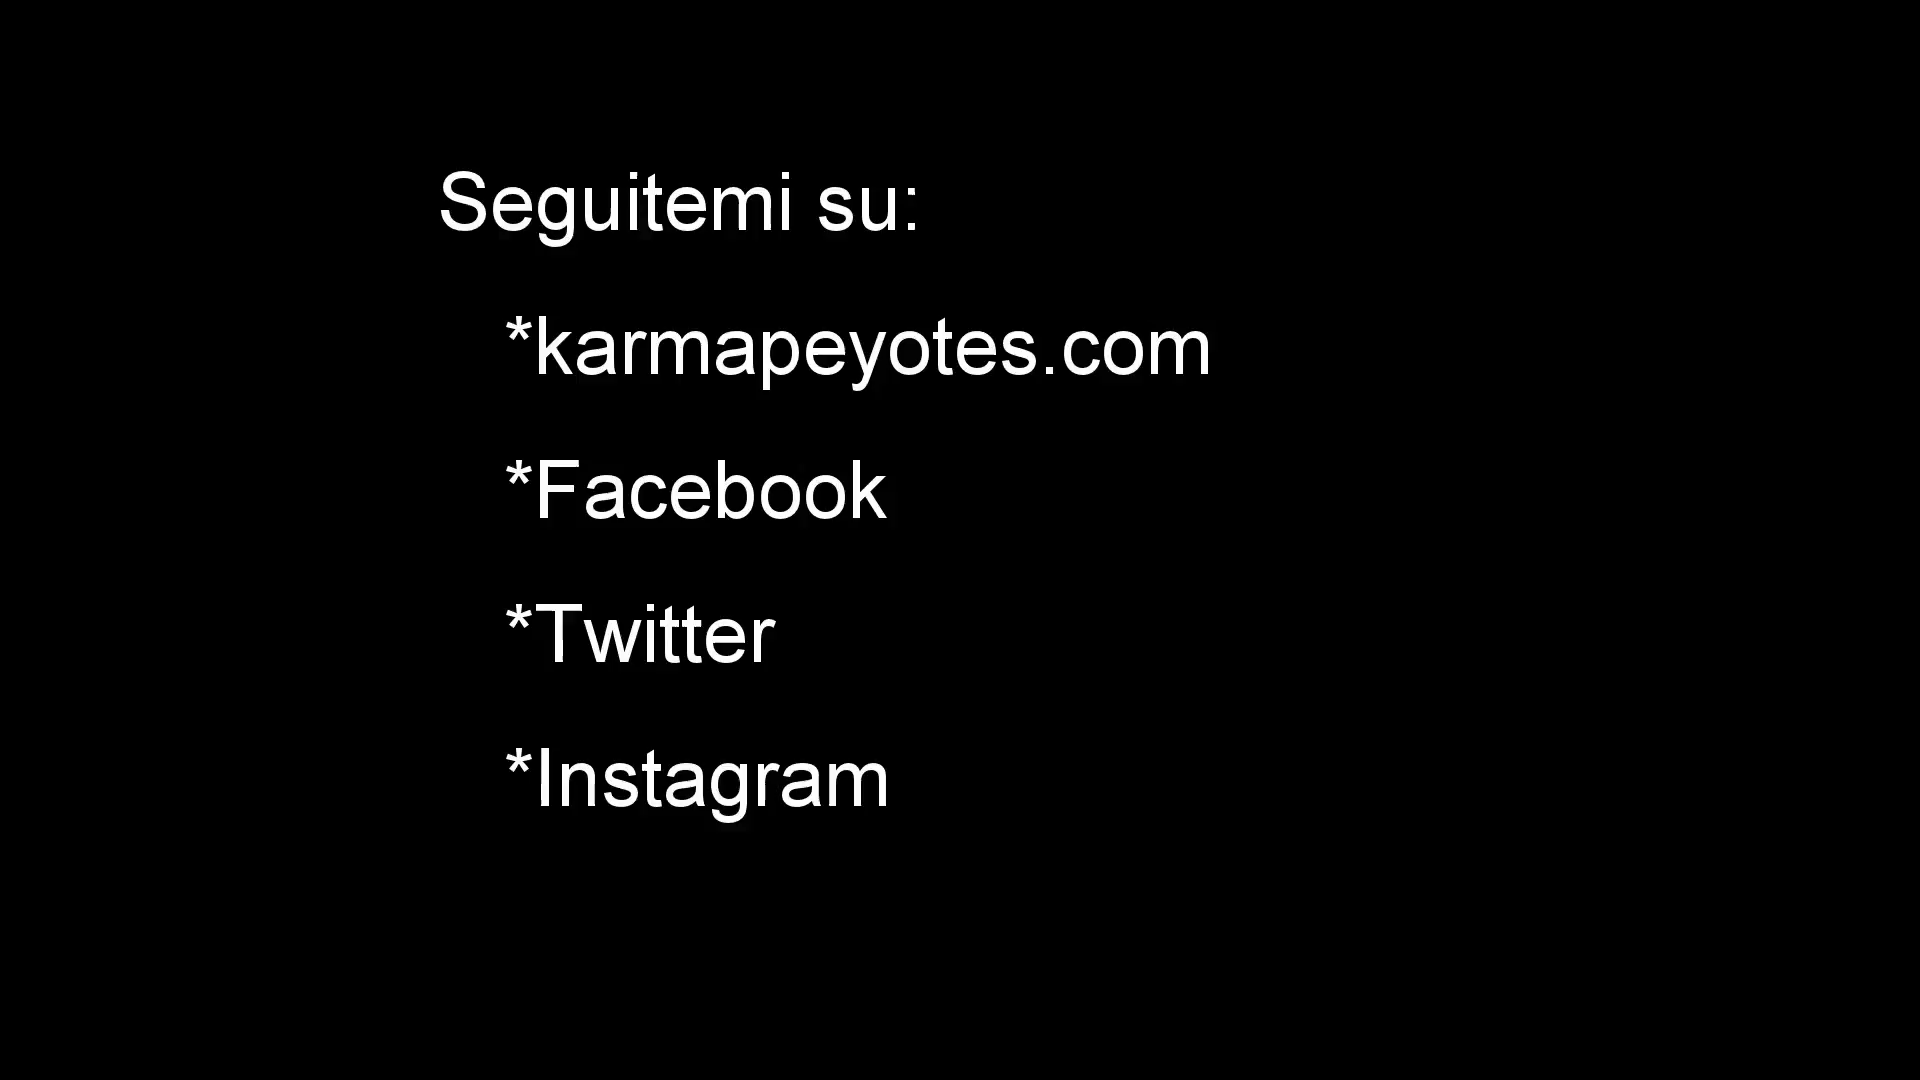 Seguitemi su:
*karmapeyotes.com
*Facebook
*Twitter
*Instagram